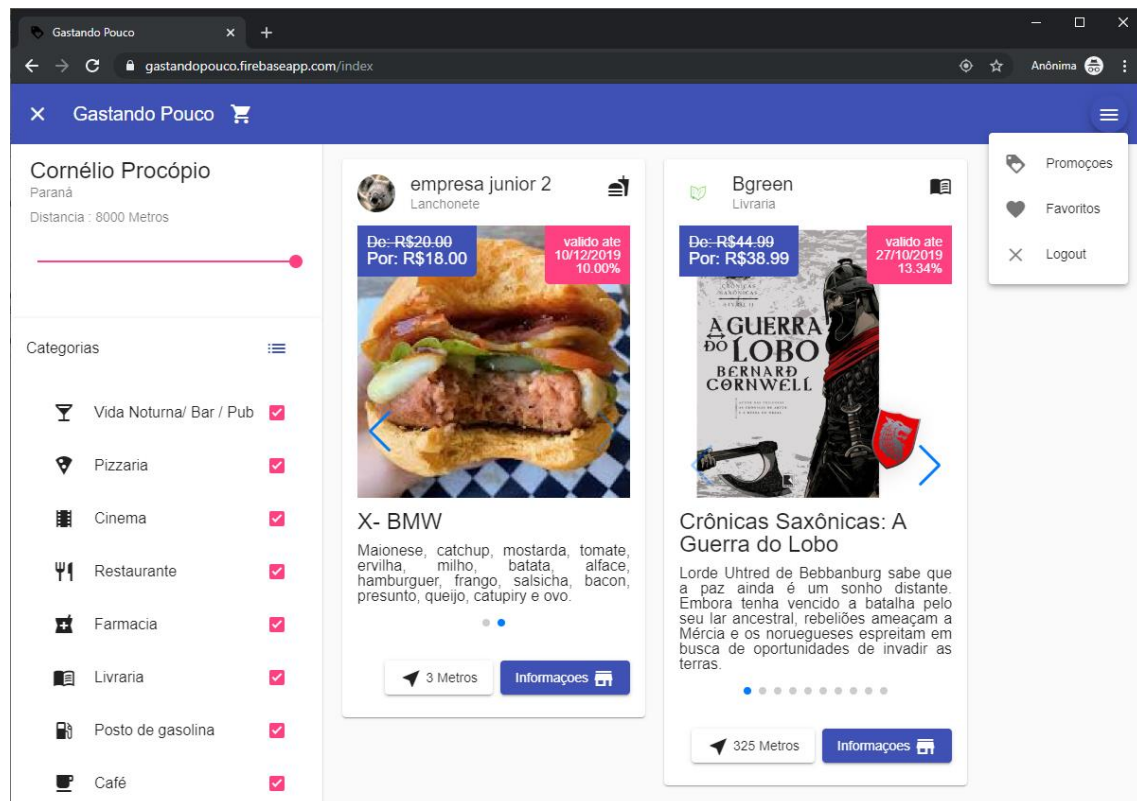 Gastando Pouco
gastandopouco.firebaseapp.com/index
Anônima
Gastando Pouco
Promoçoes
Favoritos
Logout
Cornélio Procópio
Paraná
Distancia : 8000 Metros
Categorias
Vida Noturna/ Bar / Pub
Pizzaria
Cinema
Restaurante
Farmacia
Livraria
Posto de gasolina
Café
empresa junior 2
Lanchonete
De: R$20.00
Por: R$18.00
valido ate
10/12/2019
10.00%
X- BMW
Maionese, catchup, mostarda, tomate,
ervilha, milho, batata, alface,
hamburguer, frango, salsicha, bacon,
presunto, queijo, catupiry e ovo.
3 Metros
Informaçoes
Bgreen
Livraria
De: R$44.99
Por: R$38.99
valido ate
27/10/2019
13.34%
CRÔNICAS
SAXÔNICAS
A GUERRA
DO LOBO
BERNARD
CORNWELL
Crônicas Saxônicas: A
Guerra do Lobo
Lorde Uhtred de Bebbanburg sabe que
a paz ainda é um sonho distante.
Embora tenha vencido a batalha pelo
seu lar ancestral, rebeliões ameaçam a
Mércia e os noruegueses espreitam em
busca de oportunidades de invadir as
terras.
325 Metros
Informaçoes